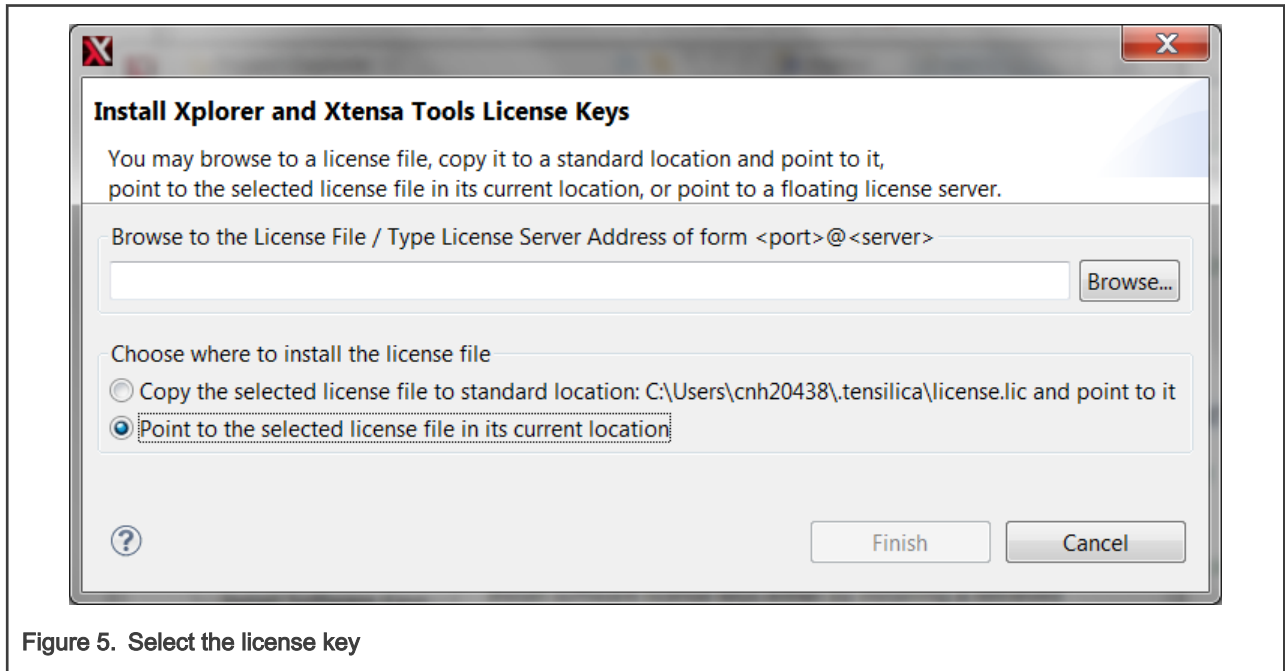 Install Xplorer and Xtensa Tools License Keys
You may browse to a license file, copy it to a standard location and point to it,
point to the selected license file in its current location, or point to a floating license server.
Browse to the License File / Type License Server Address of form <port>@<server>
Browse...
Choose where to install the license file
Copy the selected license file to standard location: C:\Users\cnh20438\.tensilica\license.lic and point to it
Point to the selected license file in its current location
?
Finish
Cancel
Figure 5. Select the license key